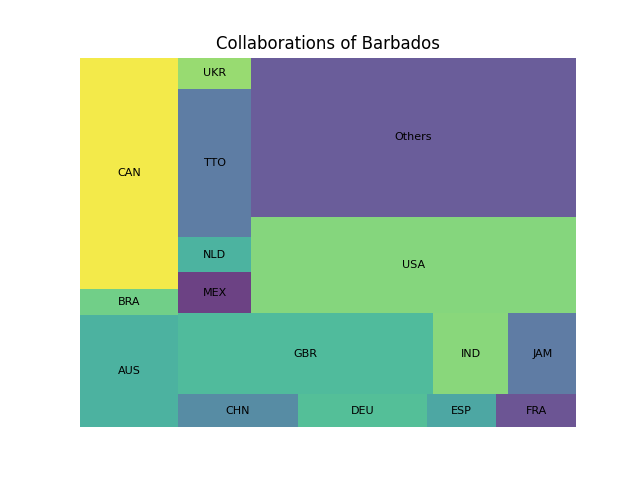 Collaborations of Barbados
UKR
Others
CAN
TTO
NLD
USA
MEX
BRA
AUS
GBR
IND
JAM
CHN
DEU
ESP
FRA